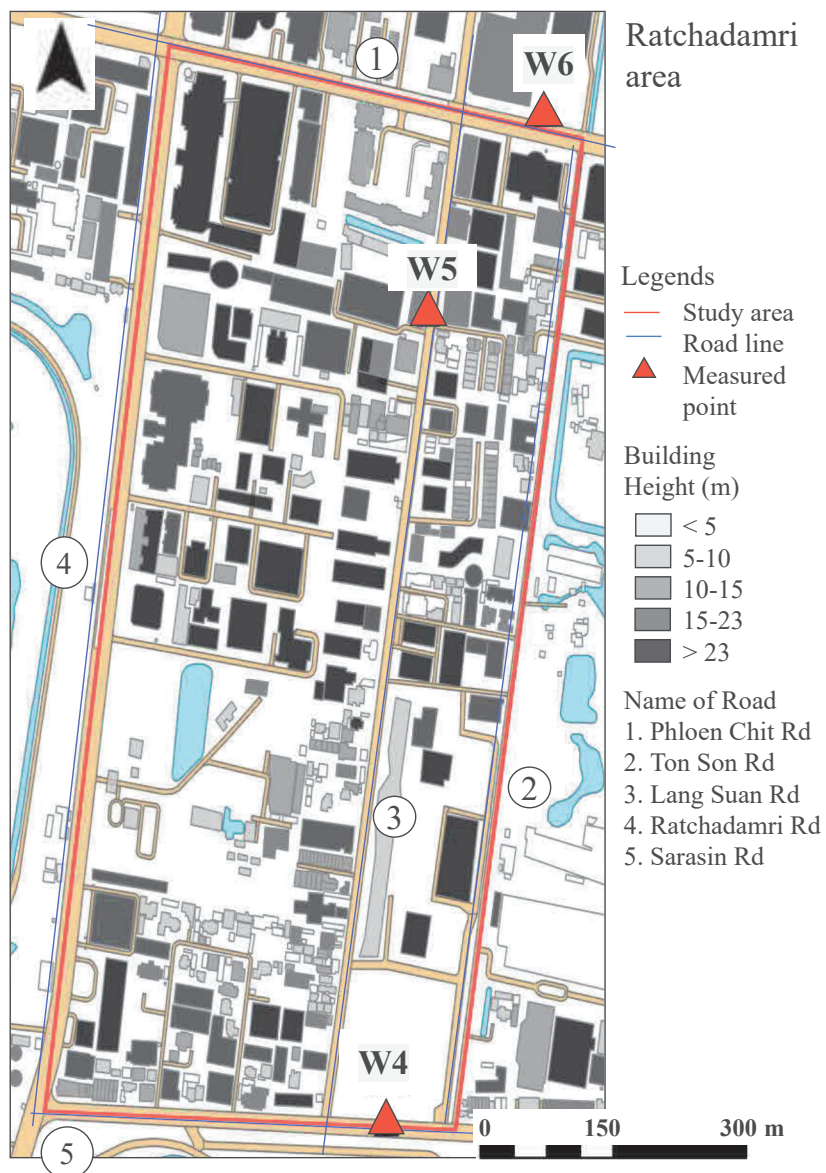 Ratchadamri
area
1
W6
W5
4
3
2
W4
5
0 150 300 m
Legends
Study area
Road line
Measured
point
Building
Height (m)
< 5
5-10
10-15
15-23
> 23
Name of Road
1. Phloen Chit Rd
2. Ton Son Rd
3. Lang Suan Rd
4. Ratchadamri Rd
5. Sarasin Rd